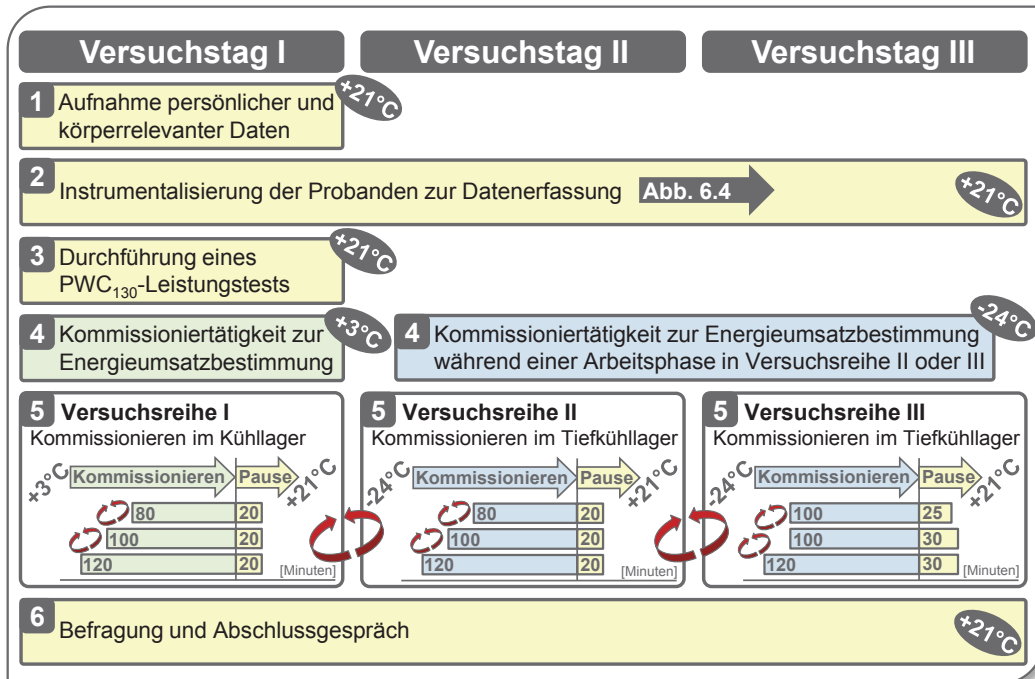 Versuchstag I
Versuchstag II
Versuchstag III
1 Aufnahme persönlicher und
körperrelevanter Daten
+21°C
2 Instrumentalisierung der Probanden zur Datenerfassung
Abb. 6.4
+21°C
3 Durchführung eines
PWC130-Leistungstests
+21°C
4 Kommissioniertätigkeit zur
Energieumsatzbestimmung
+3°C
4 Kommissioniertätigkeit zur Energieumsatzbestimmung
während einer Arbeitsphase in Versuchsreihe II oder III
-24°C
5 Versuchsreihe I
Kommissionieren im Kühllager
+3°C Kommissionieren Pause +21°C
80 20
100 20
120 20
[Minuten]
5 Versuchsreihe II
Kommissionieren im Tiefkühllager
-24°C Kommissionieren Pause +21°C
80 20
100 20
120 20
[Minuten]
5 Versuchsreihe III
Kommissionieren im Tiefkühllager
-24°C Kommissionieren Pause +21°C
100 25
100 30
120 30
[Minuten]
6 Befragung und Abschlussgespräch
+21°C